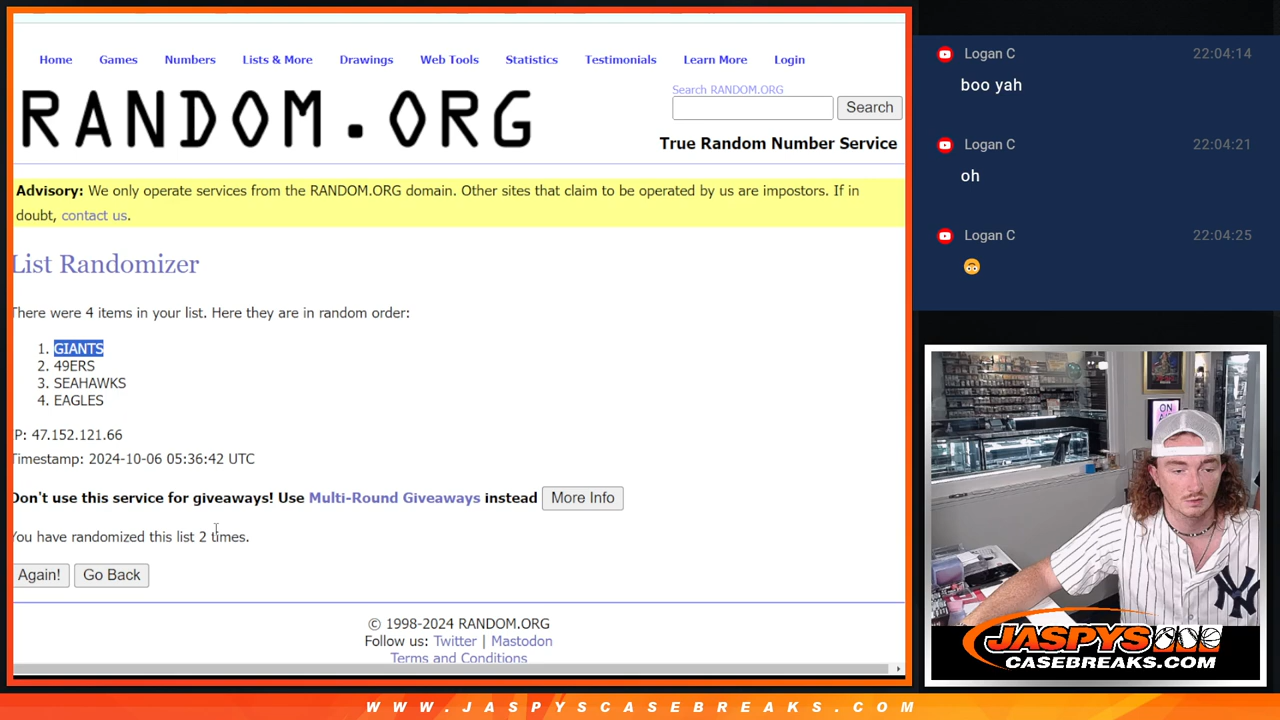 Home Games Numbers Lists & More Drawings Web Tools Statistics Testimonials Learn More Login
RANDOM.ORG
Search RANDOM.ORG
Search
True Random Number Service
Advisory: We only operate services from the RANDOM.ORG domain. Other sites that claim to be operated by us are impostors. If in
doubt, contact us.
List Randomizer
There were 4 items in your list. Here they are in random order:
1. GIANTS
2. 49ERS
3. SEAHAWKS
4. EAGLES
IP: 47.152.121.66
Timestamp: 2024-10-06 05:36:42 UTC
Don't use this service for giveaways! Use Multi-Round Giveaways instead More Info
You have randomized this list 2 times.
Again! Go Back
© 1998-2024 RANDOM.ORG
Follow us: Twitter | Mastodon
Terms and Conditions
Logan C 22:04:14
boo yah
Logan C 22:04:21
oh
Logan C 22:04:25
🙃
ON
NY
JASPYS
CASEBREAKS.COM
WWW.JASPYSCASEBREAKS.COM